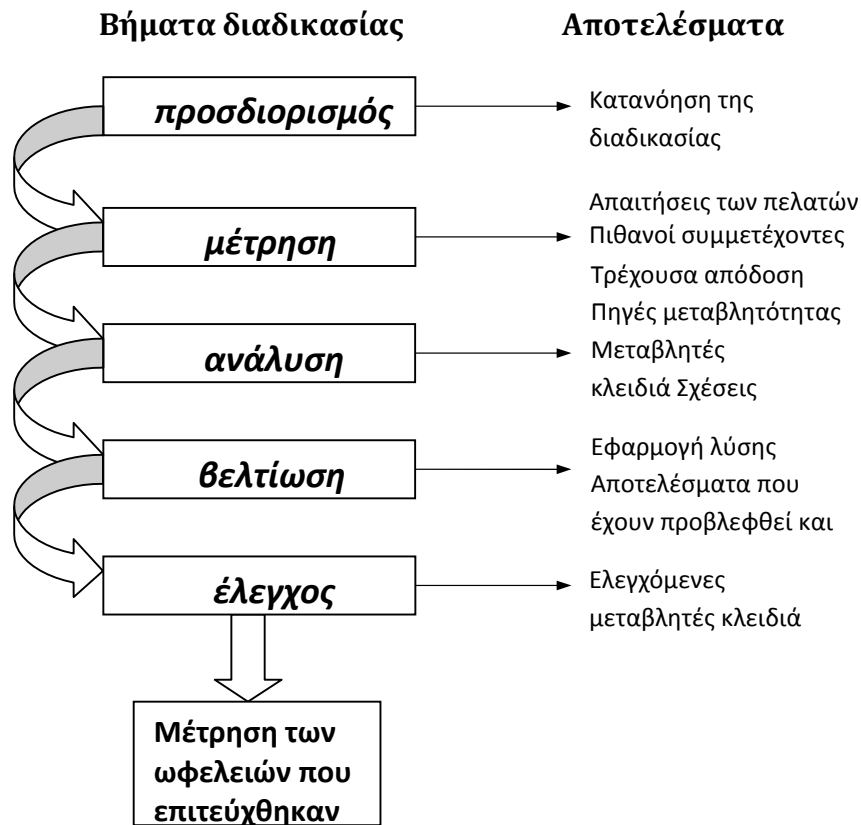 Βήματα διαδικασίας
Αποτελέσματα
προσδιορισμός
Κατανόηση της
διαδικασίας
μέτρηση
Απαιτήσεις των πελατών
Πιθανοί συμμετέχοντες
Τρέχουσα απόδοση
Πηγές μεταβλητότητας
ανάλυση
Μεταβλητές
κλειδιά Σχέσεις
βελτίωση
Εφαρμογή λύσης
Αποτελέσματα που
έχουν προβλεφθεί και
έλεγχος
Ελεγχόμενες
μεταβλητές κλειδιά
Μέτρηση των
ωφελειών που
επιτεύχθηκαν